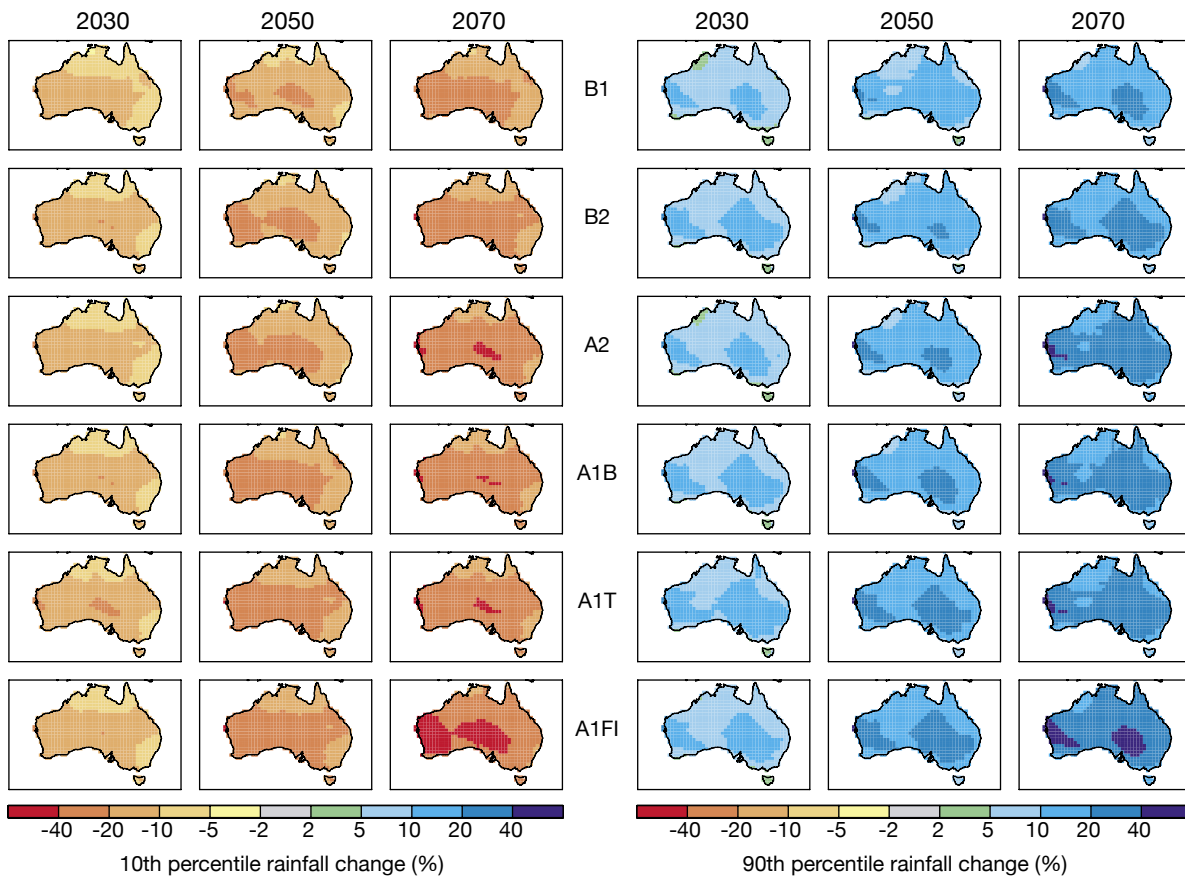 2030 2050 2070 2030 2050 2070
B1
B2
A2
A1B
A1T
A1FI
-40 -20 -10 -5 -2 2 5 10 20 40 -40 -20 -10 -5 -2 2 5 10 20 40
10th percentile rainfall change (%) 90th percentile rainfall change (%)